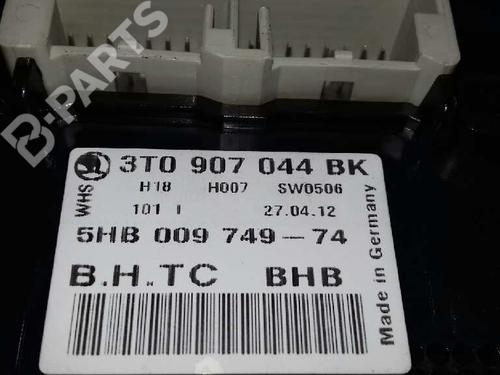 B-PARTS
WHS
3T0 907 044 BK
H18 H007 SW0506
101 I 27.04.12
5HB 009 749-74
B.H.TC BHB
Made in Germany